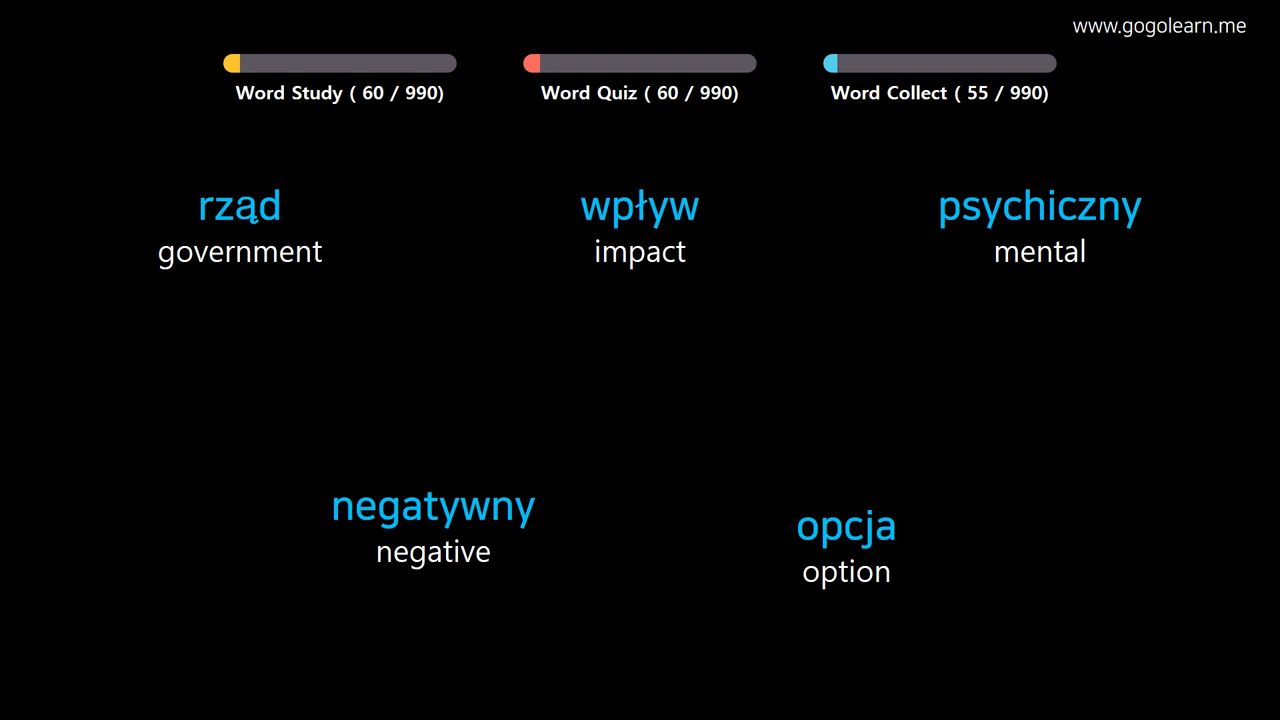 www.gogolearn.me
Word Study ( 60 / 990)
Word Quiz ( 60 / 990)
Word Collect ( 55 / 990)
rząd
government
wpływ
impact
psychiczny
mental
negatywny
negative
opcja
option